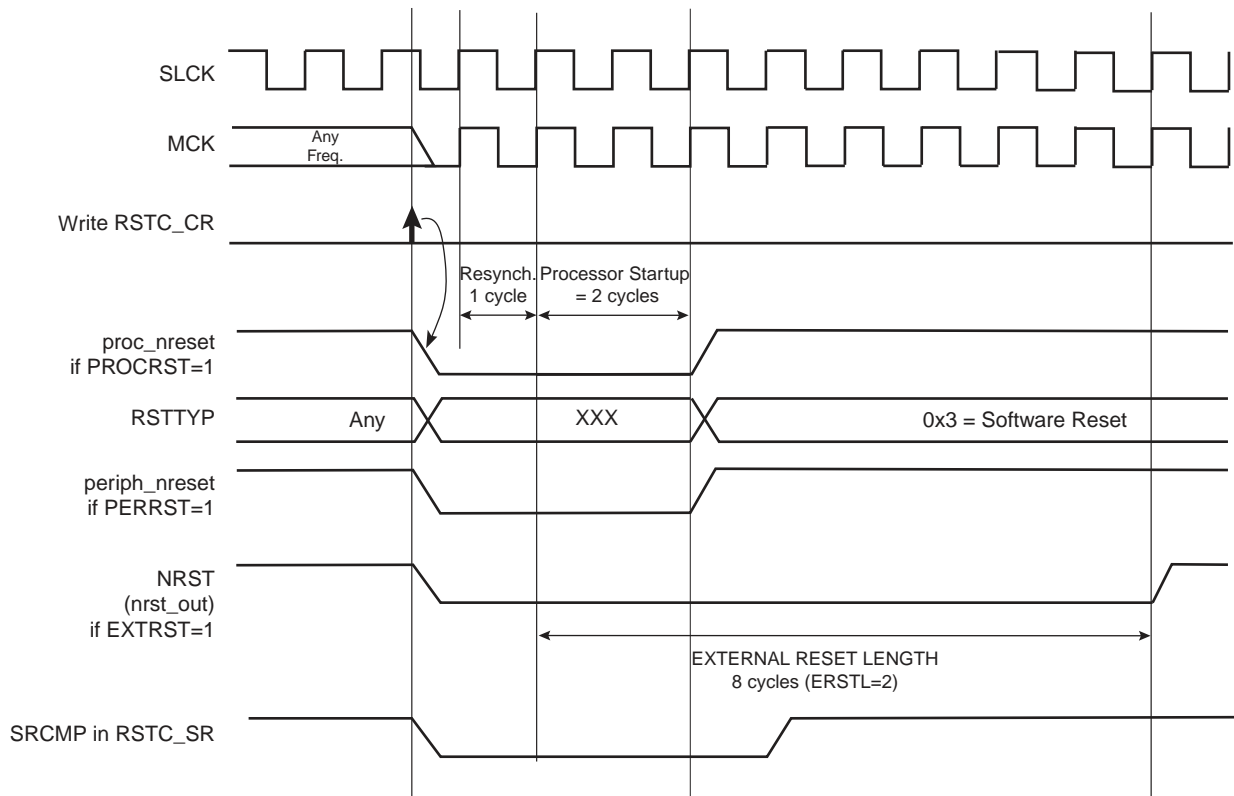 SLCK
MCK
Any
Freq.
Write RSTC_CR
Resynch.
1 cycle
Processor Startup
= 2 cycles
proc_nreset
if PROCRST=1
RSTTYP
Any
XXX
0x3 = Software Reset
periph_nreset
if PERRST=1
NRST
(nrst_out)
if EXTRST=1
EXTERNAL RESET LENGTH
8 cycles (ERSTL=2)
SRCMP in RSTC_SR